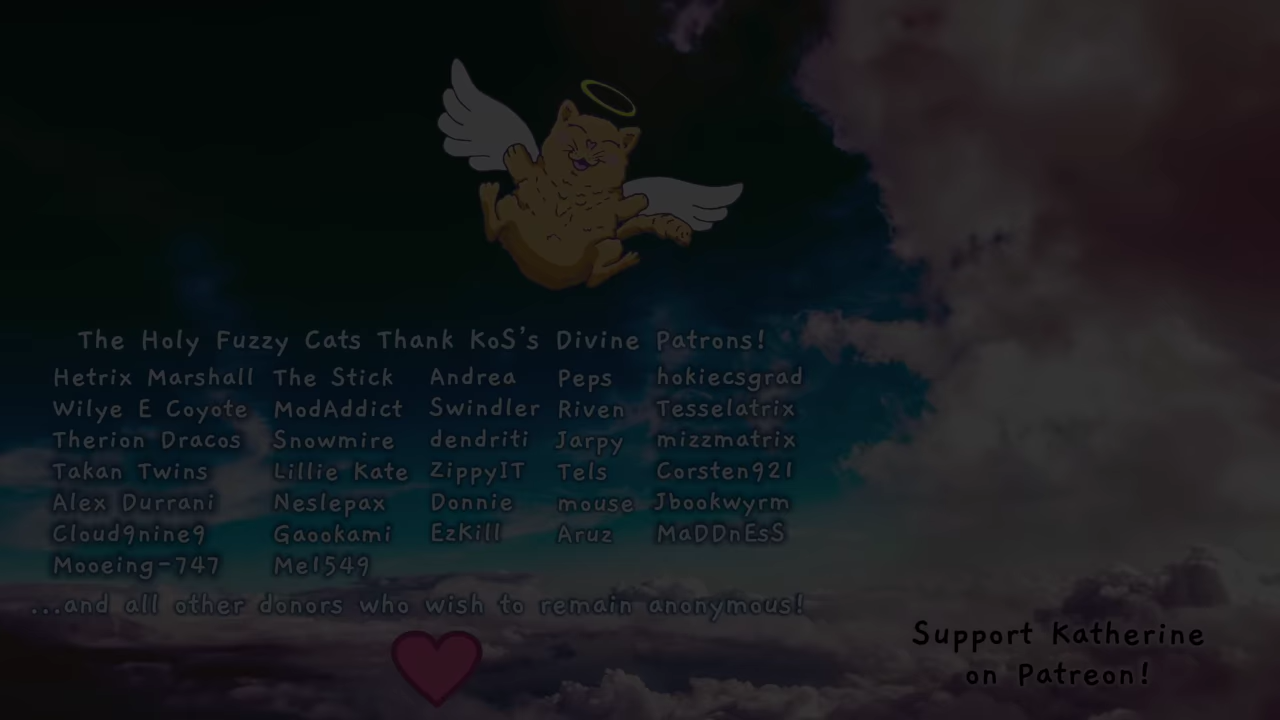 The Holy Fuzzy Cats Thank KoS's Divine Patrons!
Hetrix Marshall The Stick Andrea Peps hokiecsgrad
Wilye E Coyote ModAddict Swindler Riven Tesselatrix
Therion Dracos Snowmire dendriti Jarpy mizzmatrix
Takan Twins Lillie Kate ZippyIT Tels Corsten921
Alex Durrani Neslepax Donnie mouse Jbookwyrm
Cloud9nine9 Gaookami EzKill Aruz MaDDnEsS
Mooeing-747 Mel549
...and all other donors who wish to remain anonymous!
Support Katherine
on Patreon!